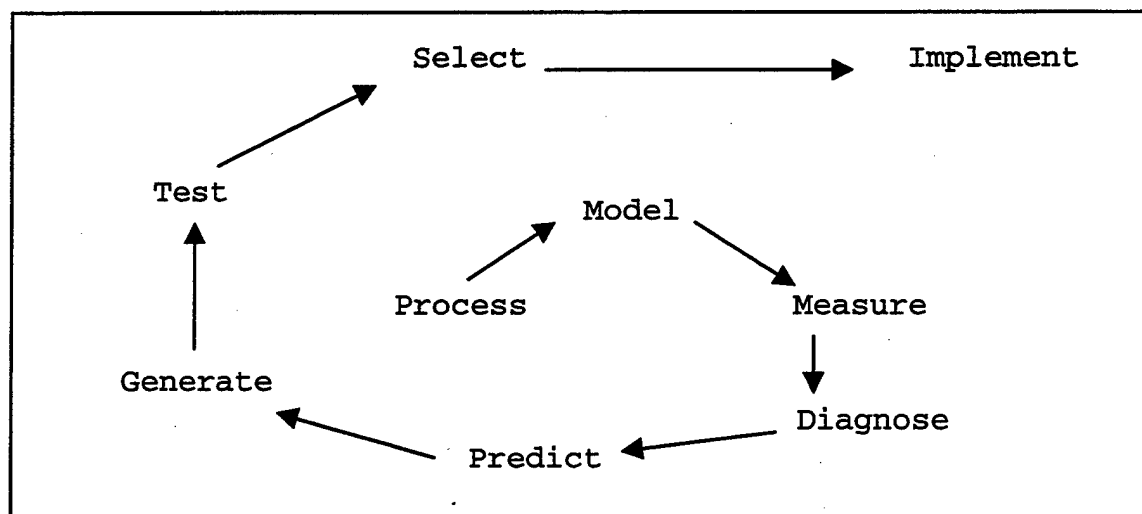 Select
Implement
Test
Model
Process
Measure
Generate
Diagnose
Predict